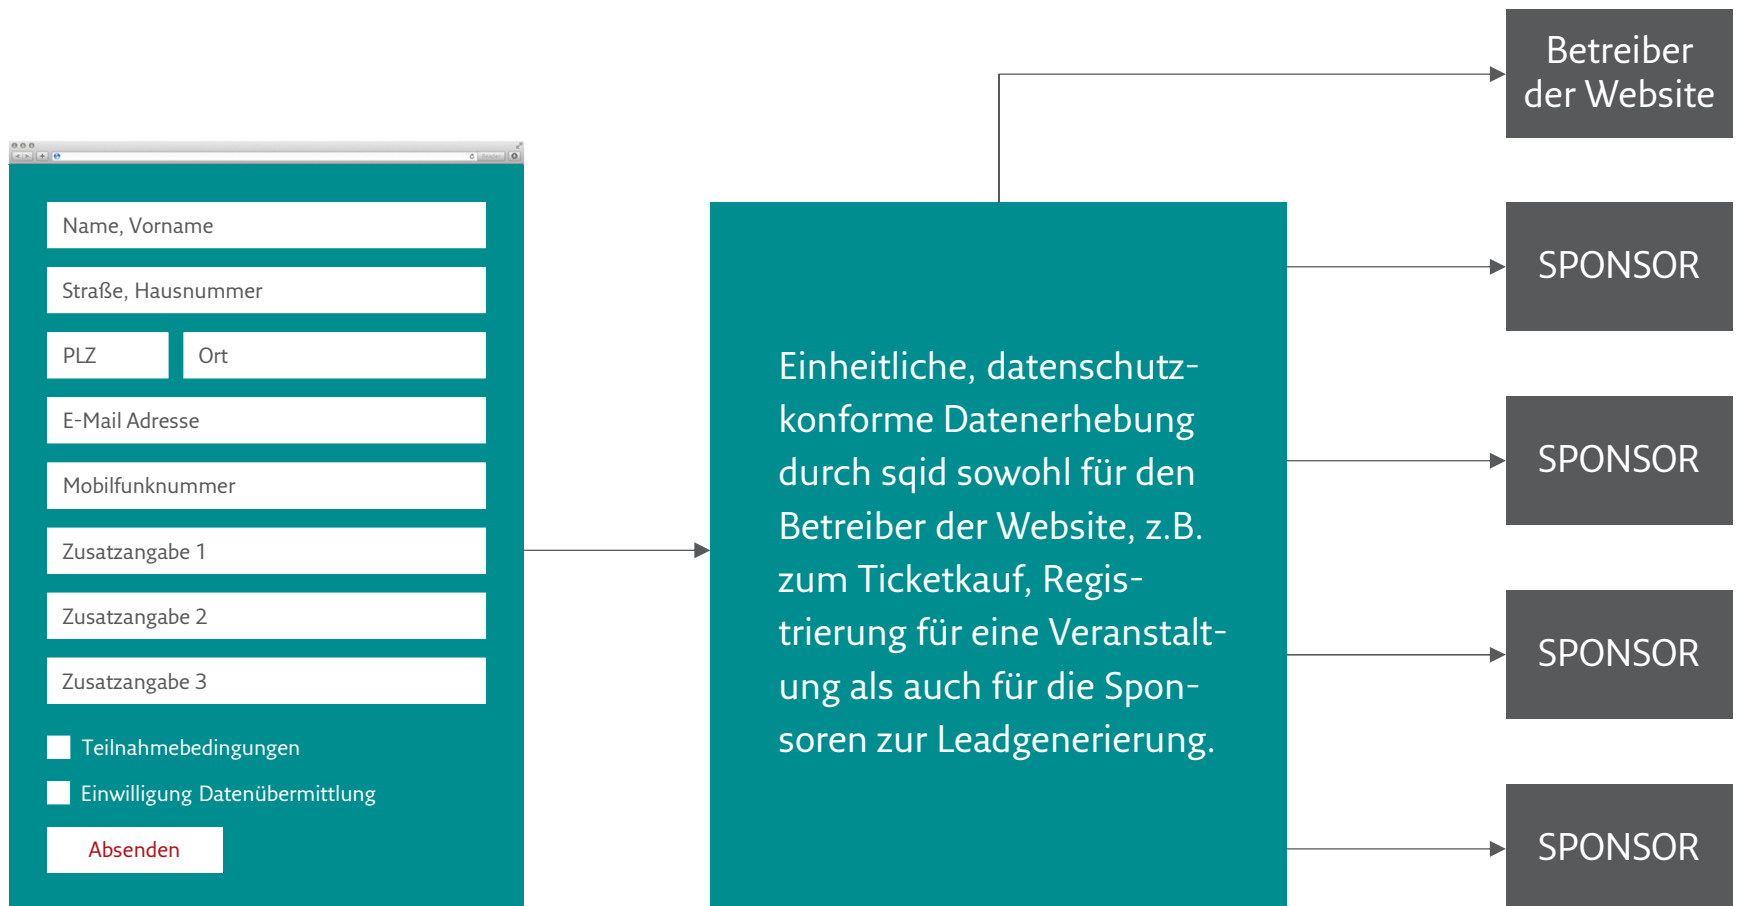 Betreiber
der Website
Name, Vorname
Straße, Hausnummer
PLZ
Ort
E-Mail Adresse
Mobilfunknummer
Zusatzangabe 1
Zusatzangabe 2
Zusatzangabe 3
Teilnahmebedingungen
Einwilligung Datenübermittlung
Absenden
Einheitliche, datenschutz-
konforme Datenerhebung
durch sqid sowohl für den
Betreiber der Website, z.B.
zum Ticketkauf, Regis-
trierung für eine Veranstalt-
ung als auch für die Spon-
soren zur Leadgenerierung.
SPONSOR
SPONSOR
SPONSOR
SPONSOR